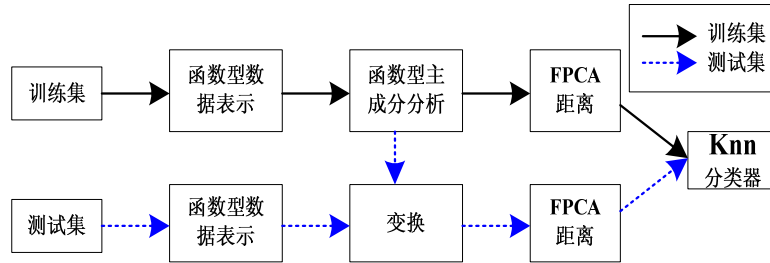 训练集
测试集
训练集
函数型数
据表示
函数型主
成分分析
FPCA
距离
Knn
分类器
测试集
函数型数
据表示
变换
FPCA
距离